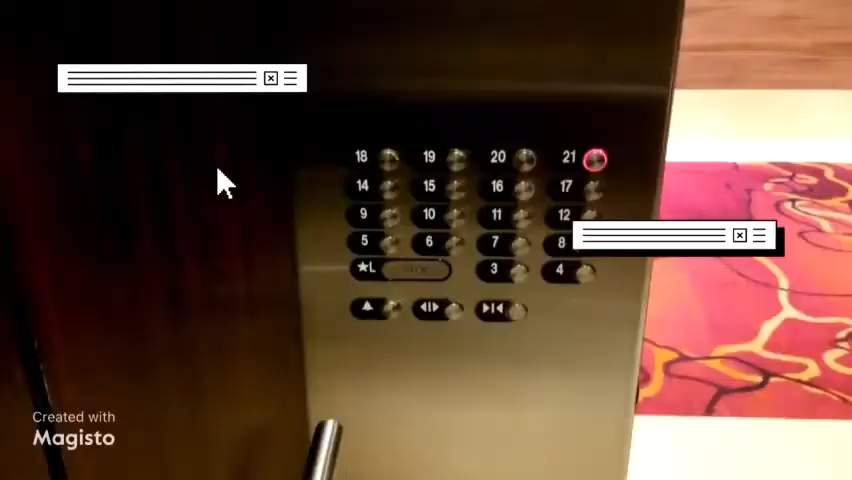 18 19 20 21
14 15 16 17
9 10 11 12
5 6 7 8
★L 3 4
Created with
Magisto